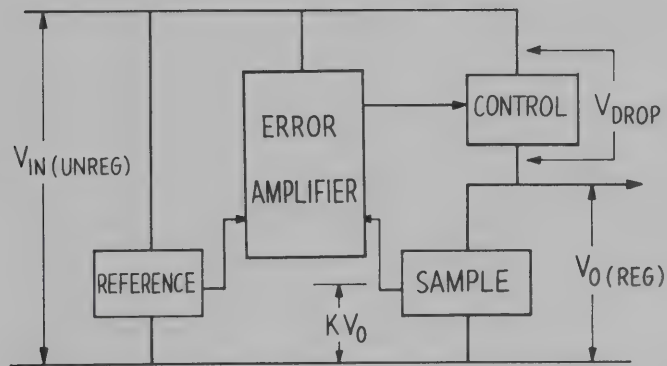 CONTROL
V_DROP
ERROR
AMPLIFIER
V_IN (UNREG)
REFERENCE
SAMPLE
V_O (REG)
KV_O